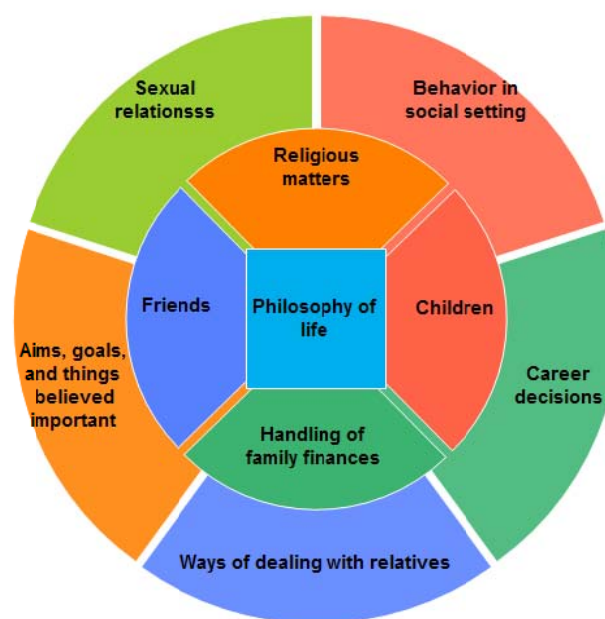 Sexual
relationsss
Behavior in
social setting
Religious
matters
Friends
Philosophy of
life
Children
Aims, goals,
and things
believed
important
Career
decisions
Handling of
family finances
Ways of dealing with relatives